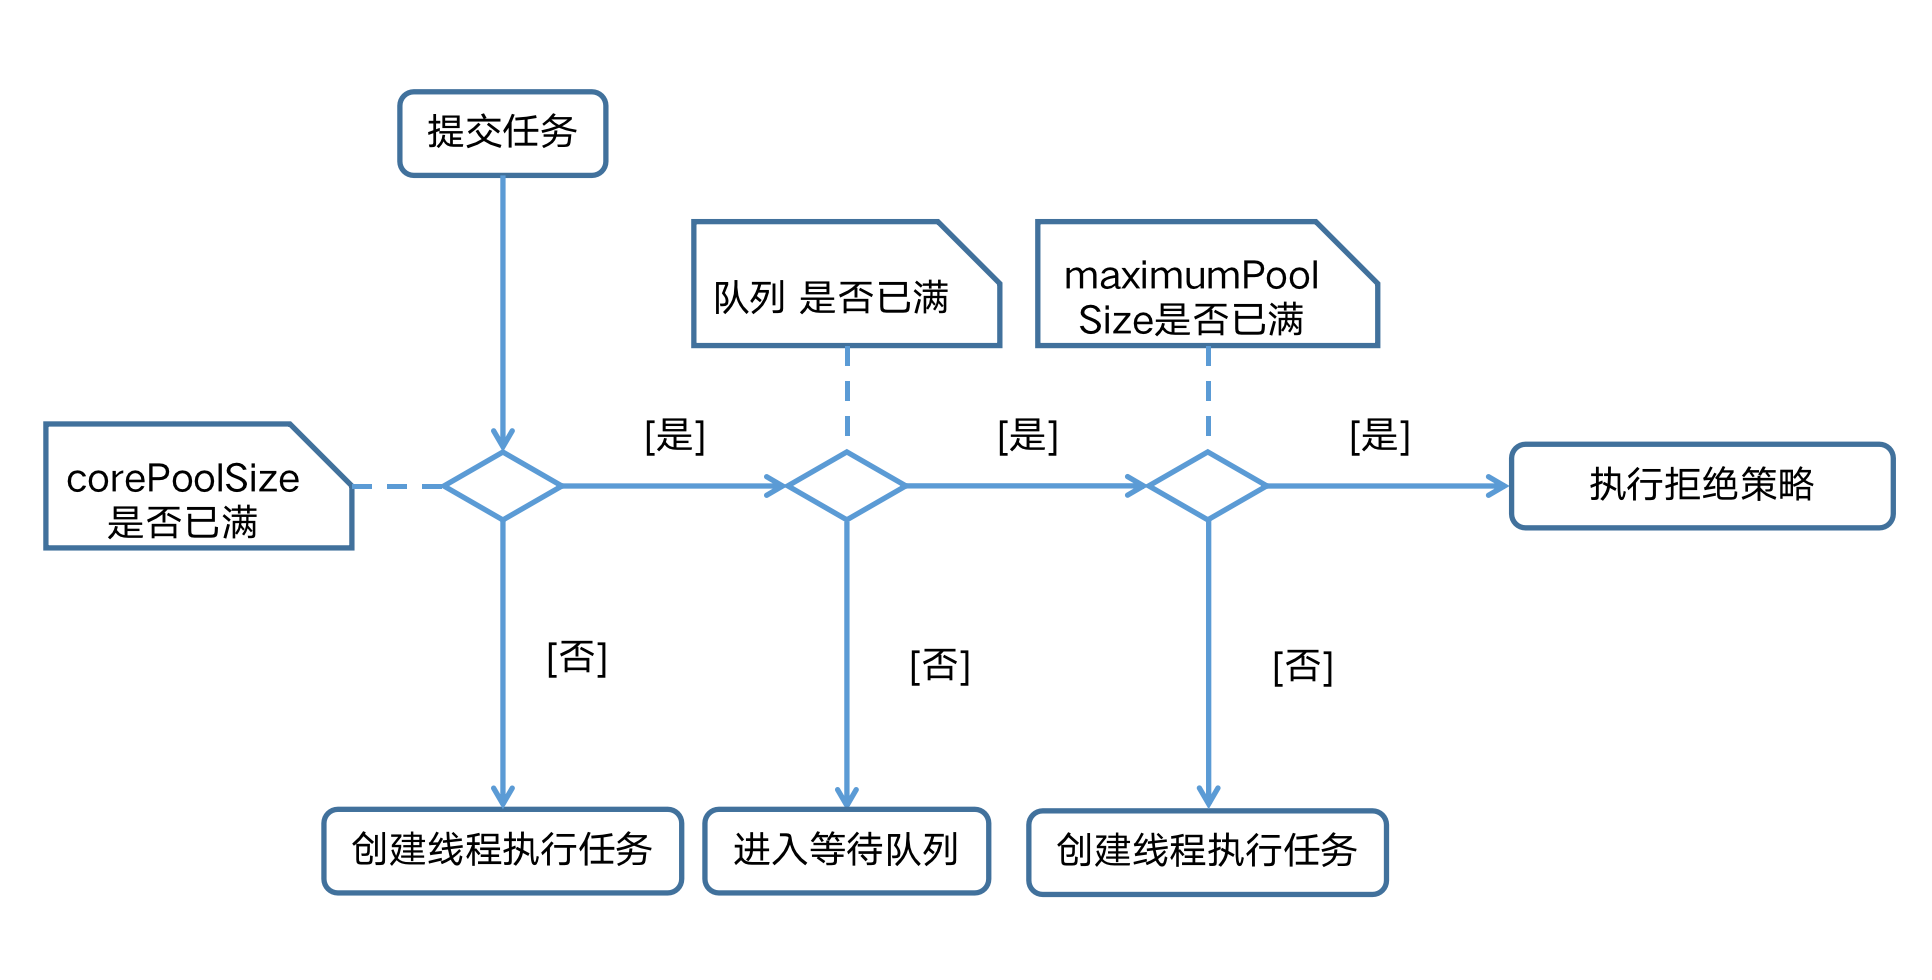 提交任务
队列 是否已满
maximumPool
Size是否已满
corePoolSize
是否已满
[是]
[是]
[是]
执行拒绝策略
[否]
[否]
[否]
创建线程执行任务
进入等待队列
创建线程执行任务